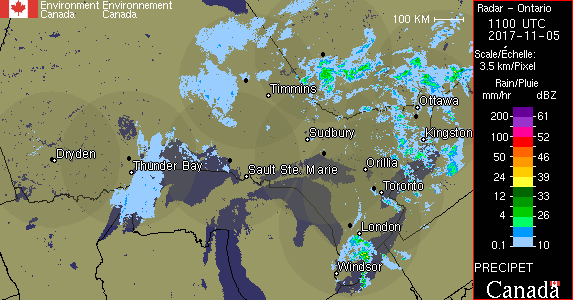 Environment Environnement
Canada Canada
100 KM
Timmins
Ottawa
Sudbury
Kingston
Dryden
Thunder Bay
Sault Ste. Marie
Orillia
Toronto
London
Windsor
Radar - Ontario
1100 UTC
2017-11-05
Scale/Échelle:
3.5 km/Pixel
Rain/Pluie
mm/hr dBZ
200 61
100 52
50 46
24 39
12 33
4 26
0.1 10
PRECIPET
Canada